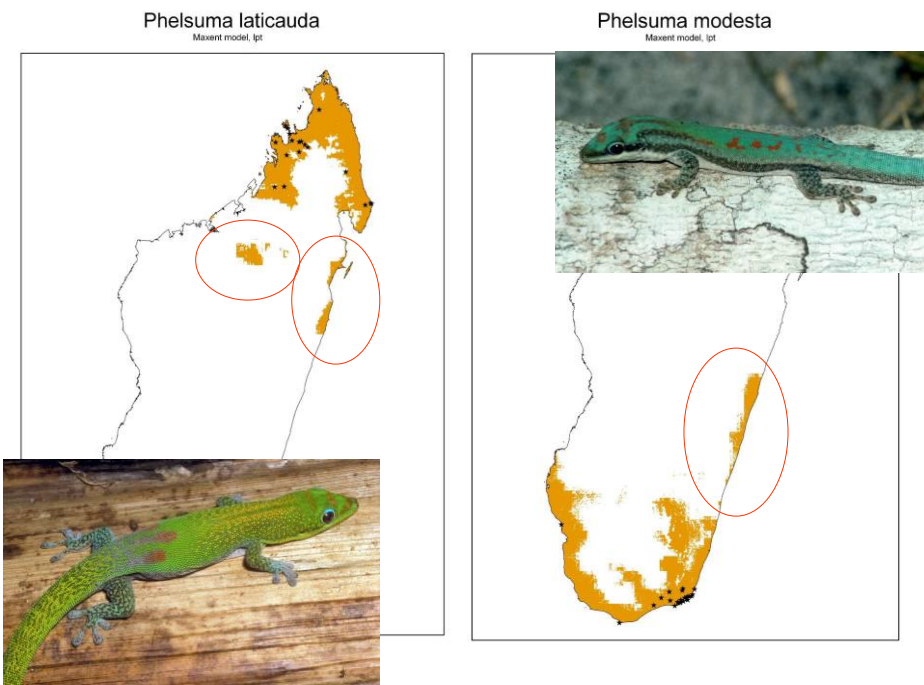 Phelsuma laticauda
Maxent model, lpt
Phelsuma modesta
Maxent model, lpt